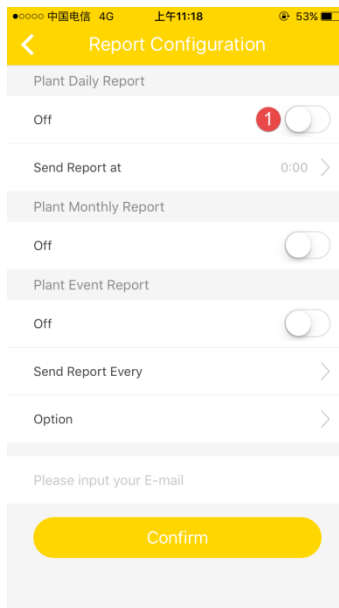 中国电信 4G 上午11:18 53%
Report Configuration
Plant Daily Report
Off 1
Send Report at 0:00
Plant Monthly Report
Off
Plant Event Report
Off
Send Report Every
Option
Please input your E-mail
Confirm